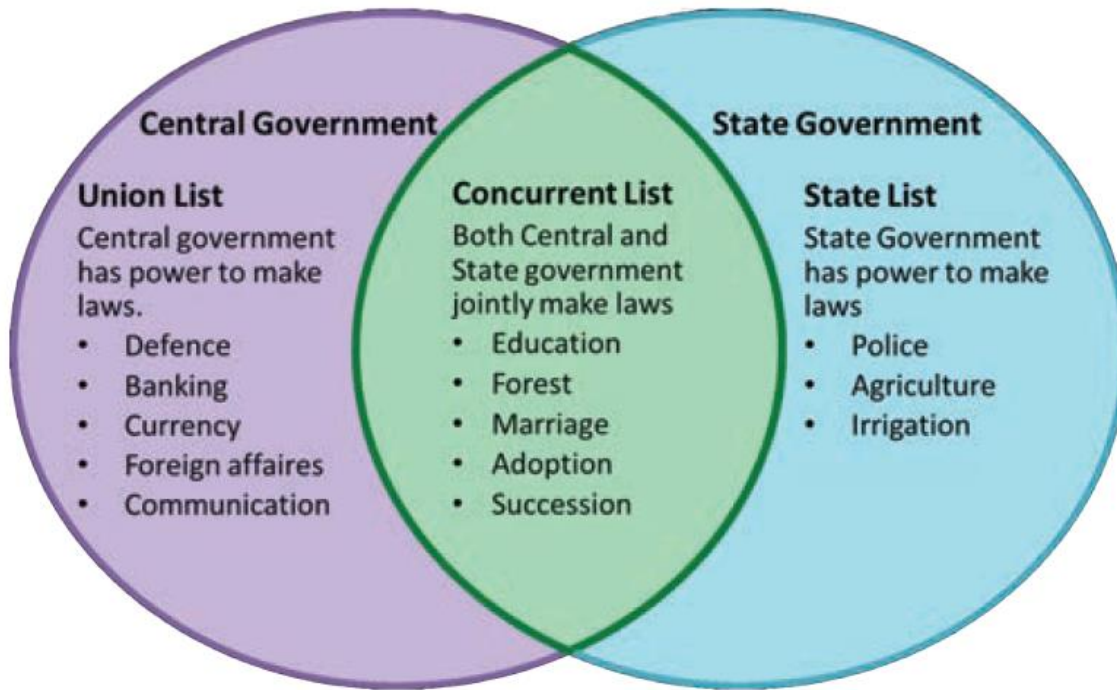 Central Government
Union List
Central government
has power to make
laws.
• Defence
• Banking
• Currency
• Foreign affaires
• Communication
Concurrent List
Both Central and
State government
jointly make laws
• Education
• Forest
• Marriage
• Adoption
• Succession
State Government
State List
State Government
has power to make
laws
• Police
• Agriculture
• Irrigation